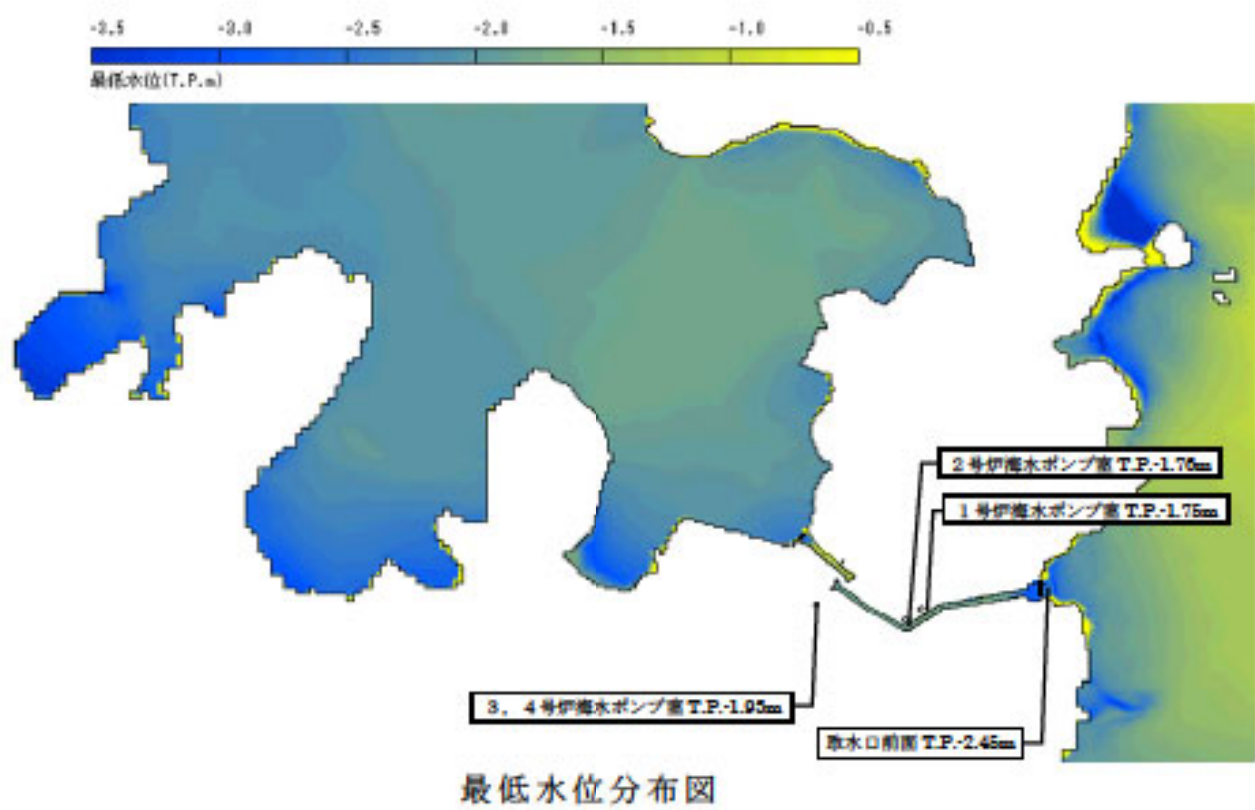 -3.5 -3.0 -2.5 -2.0 -1.5 -1.0 -0.5
最低水位(T.P.m)
2号炉海水ポンプ室 T.P.-1.76m
1号炉海水ポンプ室 T.P.-1.75m
3，4号炉海水ポンプ室 T.P.-1.95m
取水口前面 T.P.-2.45m
最低水位分布図